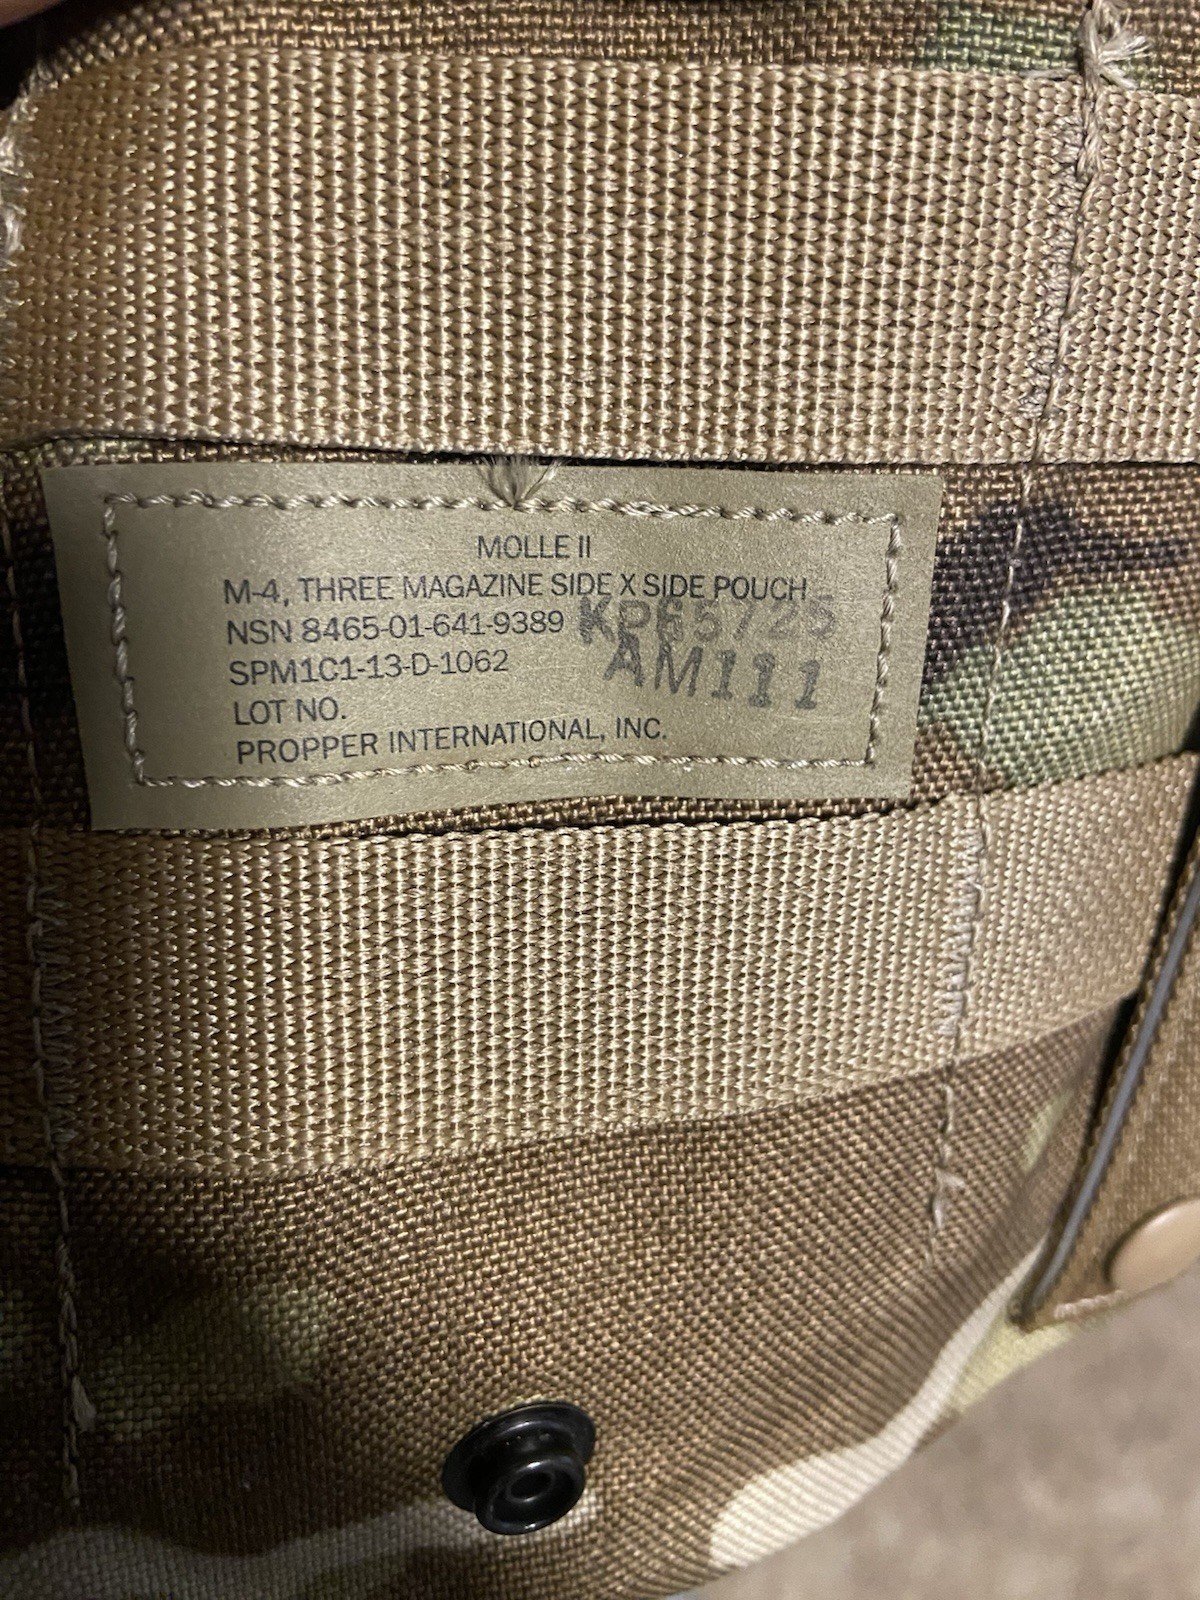 MOLLE II
M-4, THREE MAGAZINE SIDE X SIDE POUCH
NSN 8465-01-641-9389 KP65725
SPM1C1-13-D-1062 AM111
LOT NO.
PROPPER INTERNATIONAL, INC.